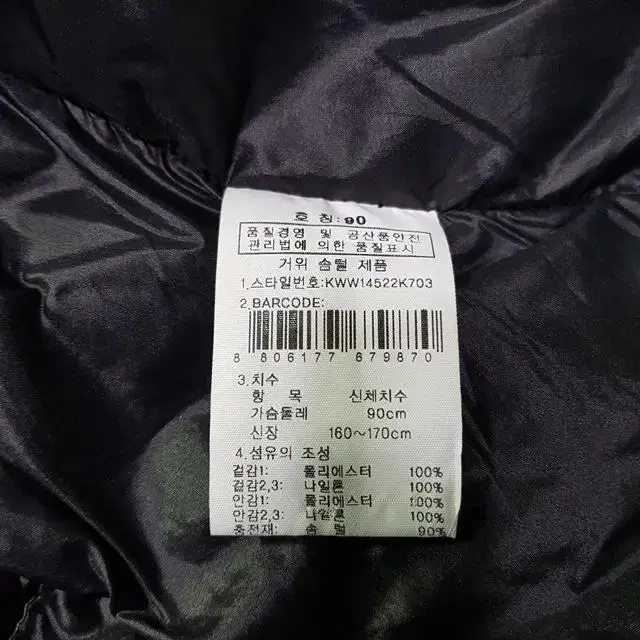 호 칭:90
품질경영 및 공산품안전
관리법에 의한 품질표시
거위 솜털 제품
1.스타일번호:KWW14522K703
2.BARCODE:
8 806177 679870
3.치수
항 목 신체치수
가슴둘레 90cm
신장 160~170cm
4.섬유의 조성
겉감1: 폴리에스터 100%
겉감2,3: 나일론 100%
안감1: 폴리에스터 100%
안감2,3: 나일론 100%
충전재: 솜 털 90%